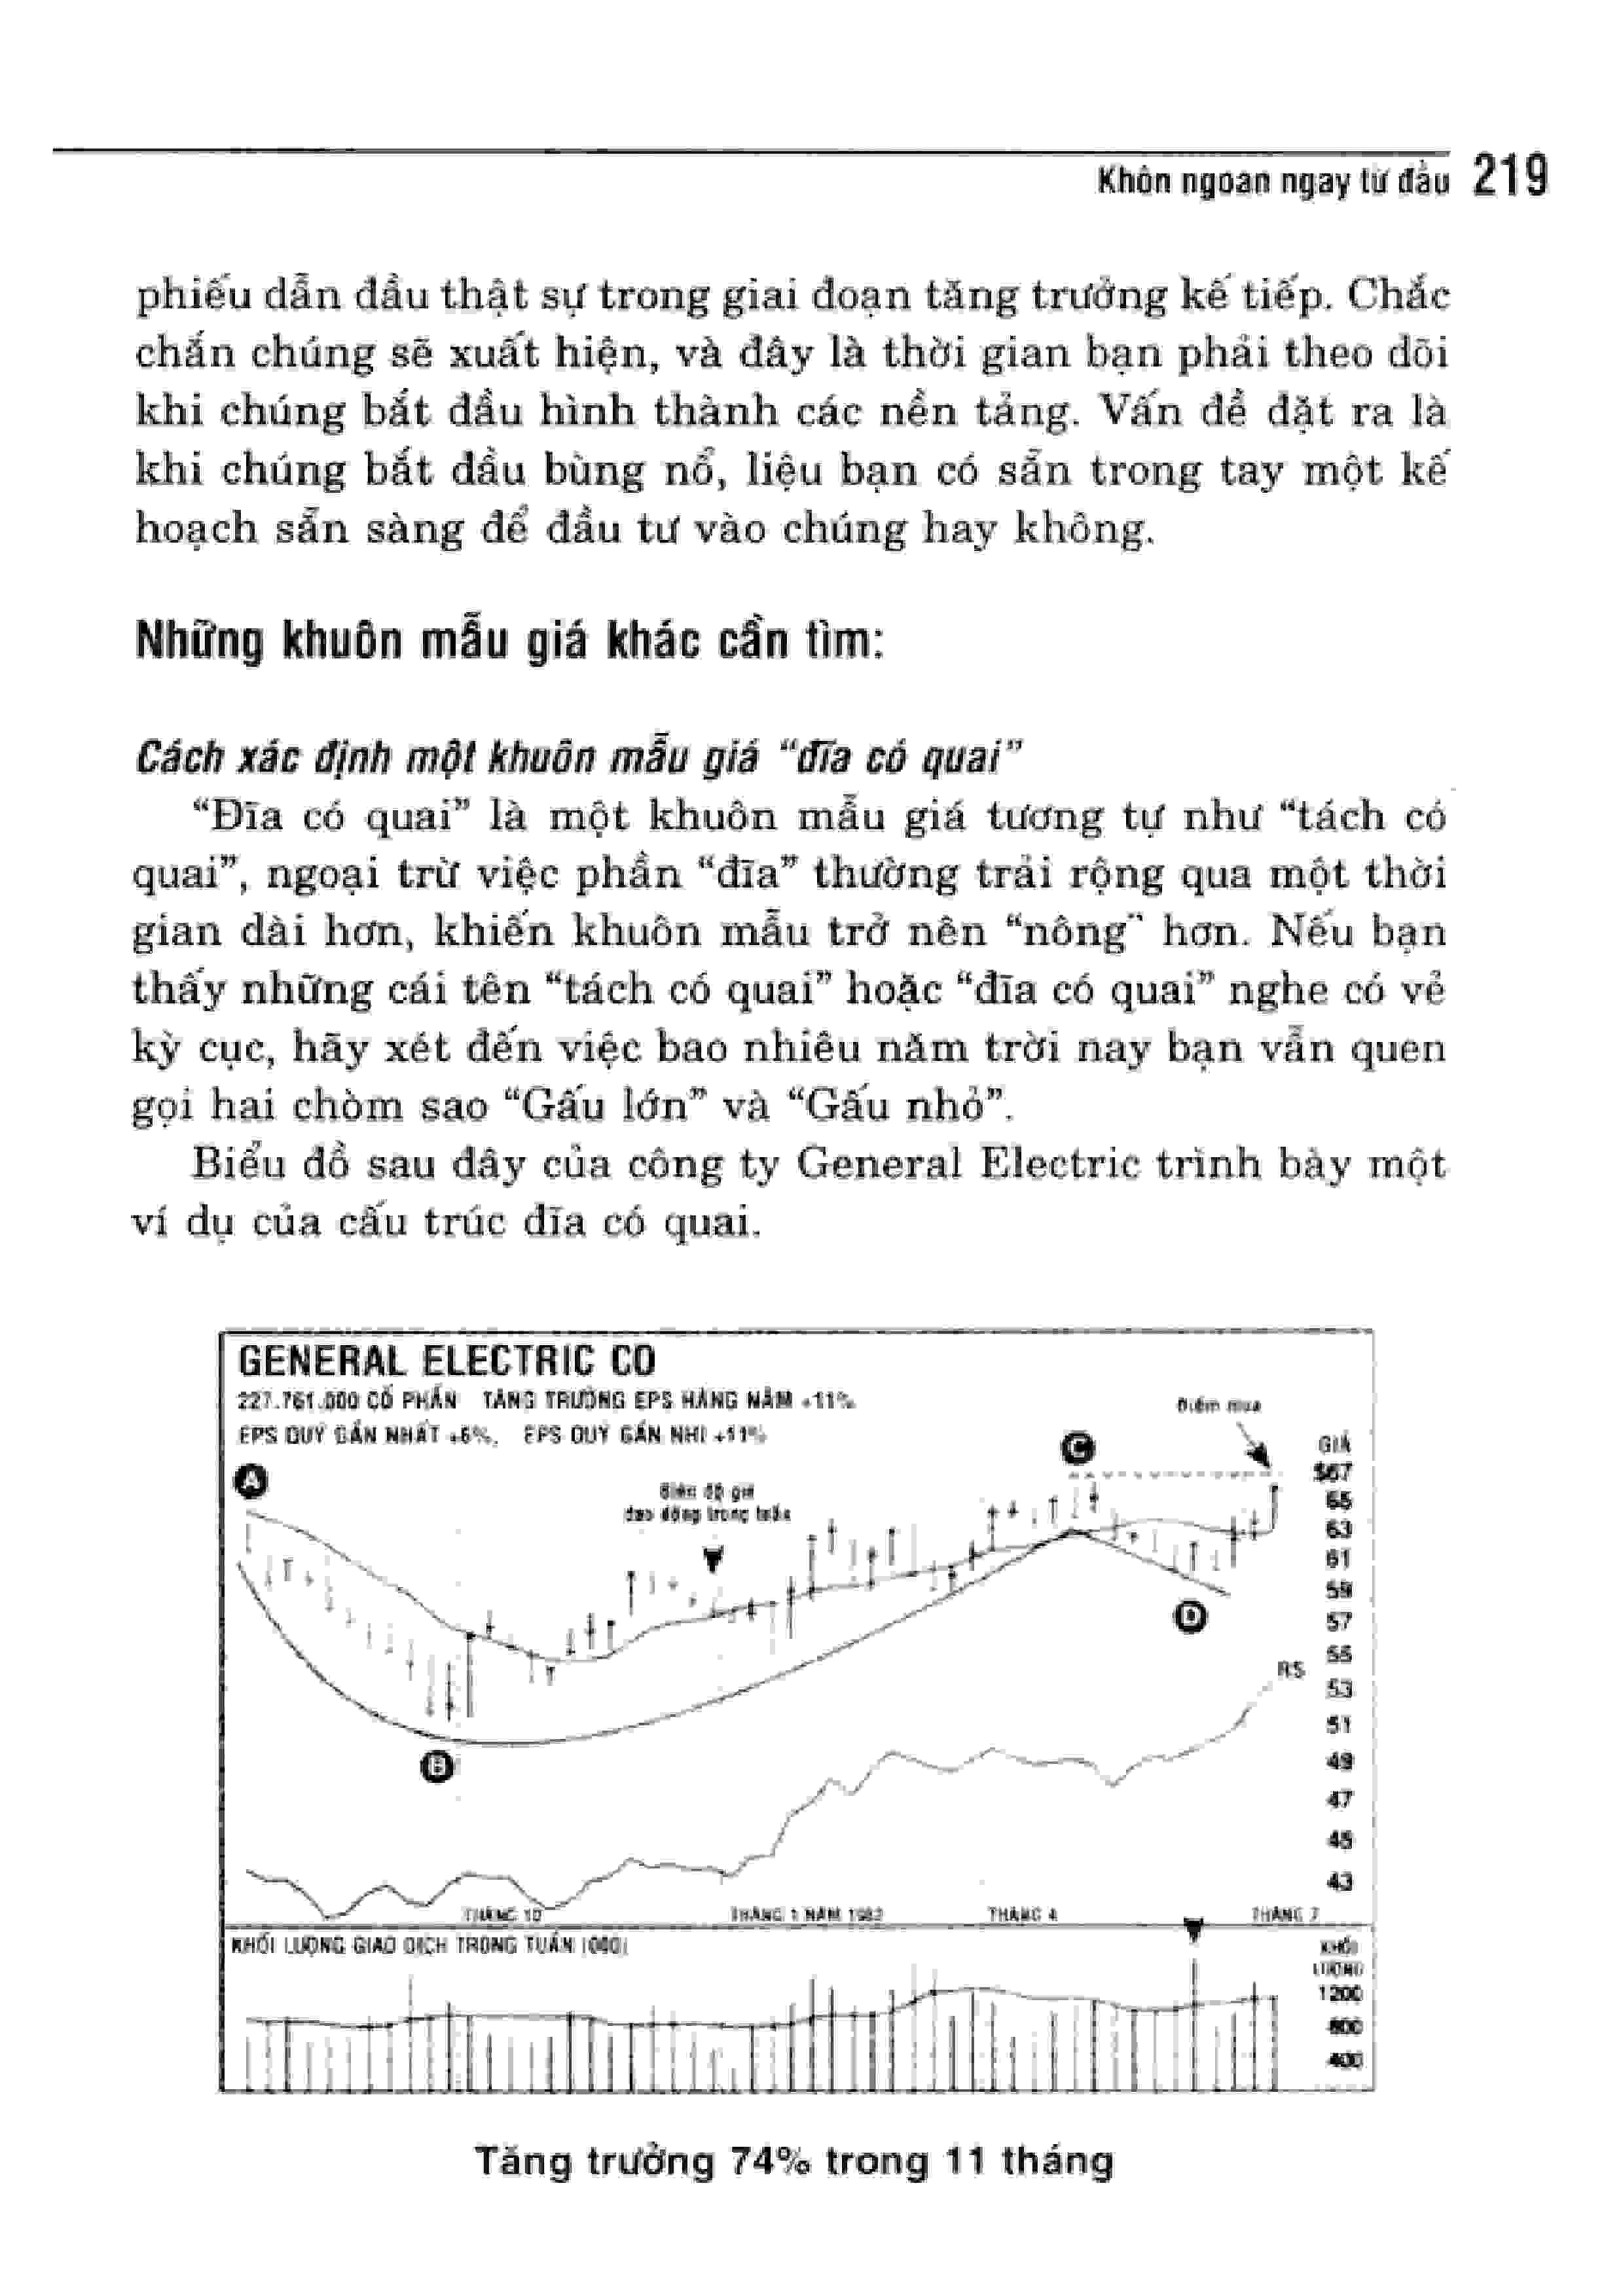 Khôn ngoan ngay từ đầu 219
phiếu dẫn đầu thật sự trong giai đoạn tăng trưởng kế tiếp. Chắc
chắn chúng sẽ xuất hiện, và đây là thời gian bạn phải theo dõi
khi chúng bắt đầu hình thành các nền tảng. Vấn đề đặt ra là
khi chúng bắt đầu bùng nổ, liệu bạn có sẵn trong tay một kế
hoạch sẵn sàng để đầu tư vào chúng hay không.
Những khuôn mẫu giá khác cần tìm:
Cách xác định một khuôn mẫu giá “đĩa có quai”
“Đĩa có quai” là một khuôn mẫu giá tương tự như “tách có
quai”, ngoại trừ việc phần “đĩa” thường trải rộng qua một thời
gian dài hơn, khiến khuôn mẫu trở nên “nông” hơn. Nếu bạn
thấy những cái tên “tách có quai” hoặc “đĩa có quai” nghe có vẻ
kỳ cục, hãy xét đến việc bao nhiêu năm trời nay bạn vẫn quen
gọi hai chòm sao “Gấu lớn” và “Gấu nhỏ”.
Biểu đồ sau đây của công ty General Electric trình bày một
ví dụ của cấu trúc đĩa có quai.
GENERAL ELECTRIC CO
227.761.000 CỔ PHẦN TĂNG TRƯỞNG EPS HÀNG NĂM +11%
EPS QUÝ GẦN NHẤT +6%, EPS QUÝ GẦN NHÌ +11%
Điểm mua
GIÁ
A
C
Biên độ giá
dao động trong tuần
$67
65
63
61
59
57
D
55
RS
53
51
B
49
47
45
43
THÁNG 10 THÁNG 1 NĂM 1982 THÁNG 4 THÁNG 7
KHỐI LƯỢNG GIAO DỊCH TRONG TUẦN (000)
KHỐI
LƯỢNG
1200
800
400
Tăng trưởng 74% trong 11 tháng